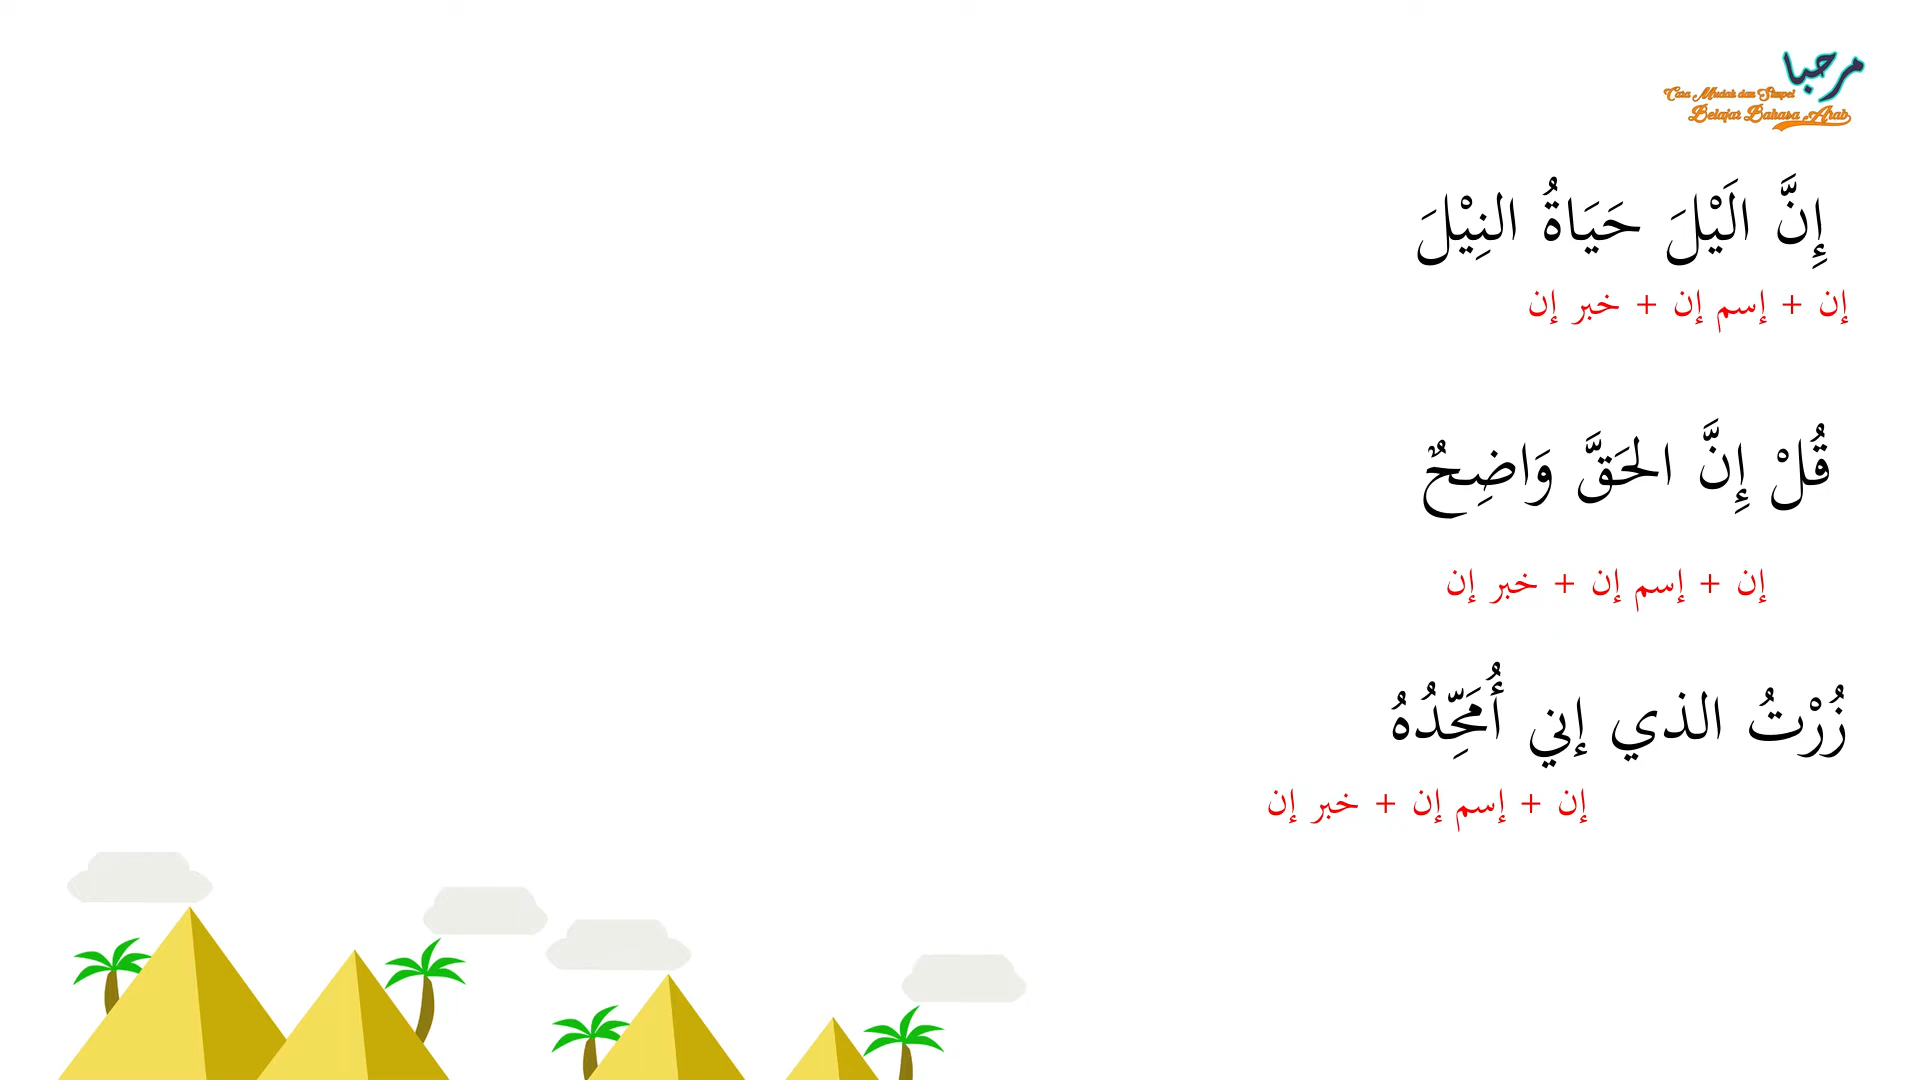 مرحبا
Cara Mudah dan Simpel
Belajar Bahasa Arab
إِنَّ الَيْلَ حَيَاةُ النِيْلَ
إن + إسم إن + خبر إن
قُلْ إِنَّ الحَقَّ وَاضِحٌ
إن + إسم إن + خبر إن
زُرْتُ الذي إني أُمَجِّدُهُ
إن + إسم إن + خبر إن